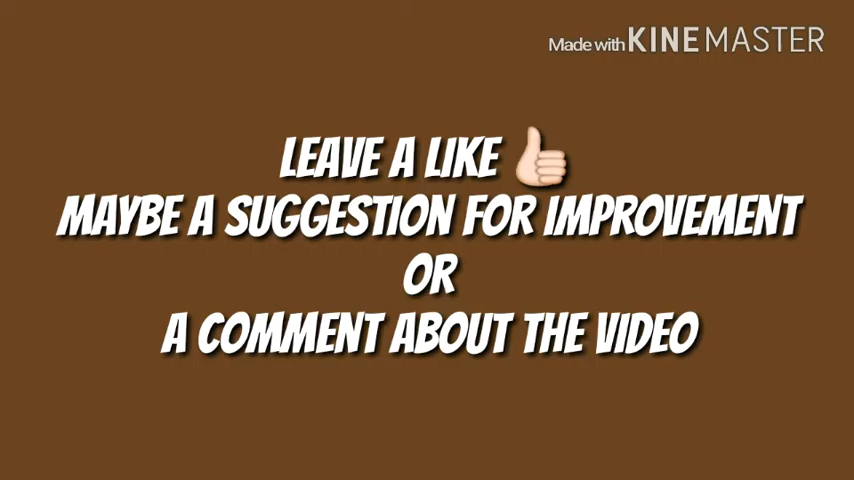 Made with KINEMASTER
LEAVE A LIKE 👍🏻
MAYBE A SUGGESTION FOR IMPROVEMENT
OR
A COMMENT ABOUT THE VIDEO